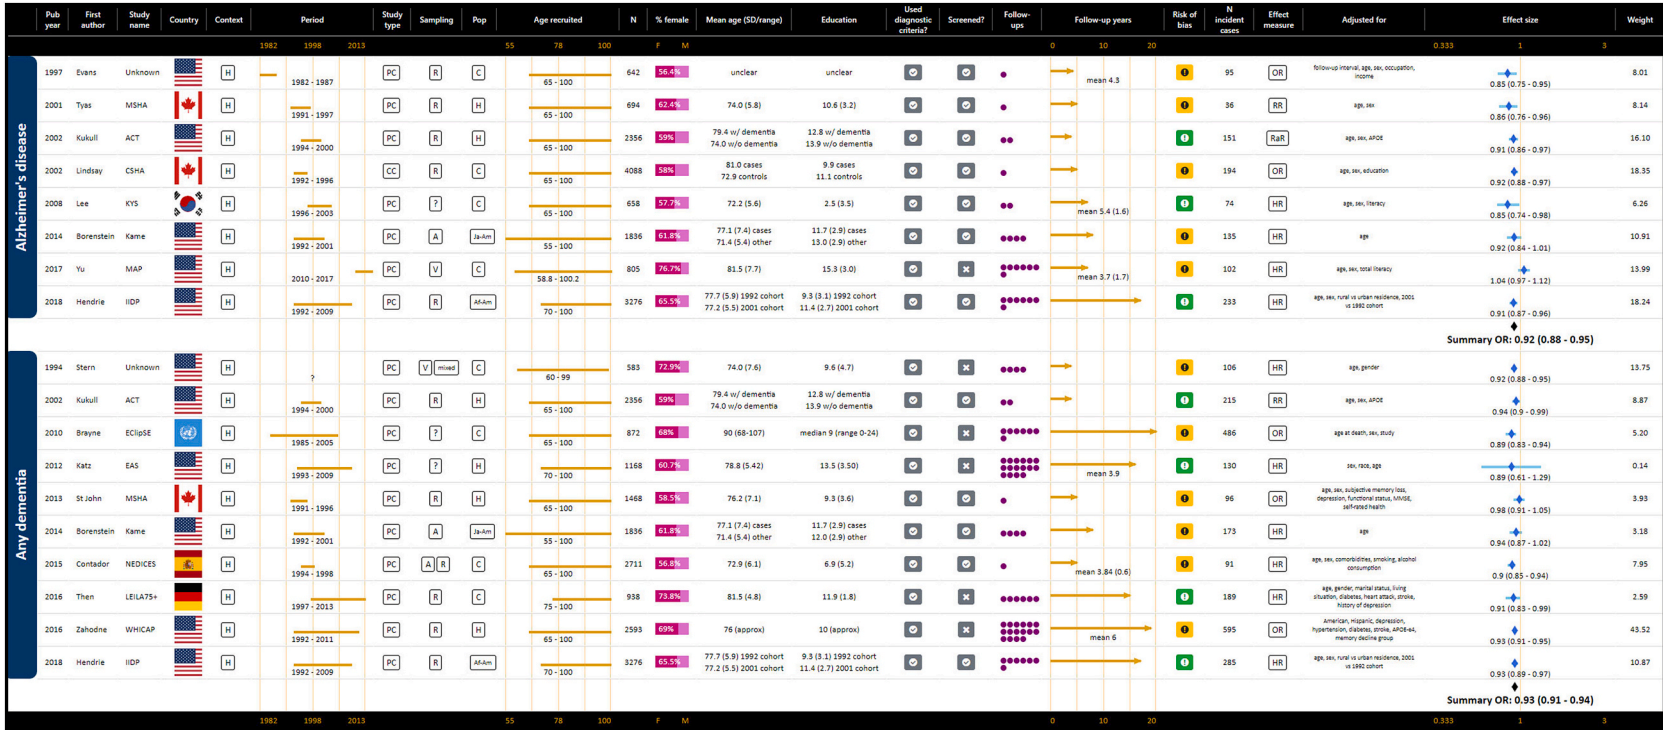 Pub year First author Study name Country Context Period Study type Sampling Pop Age recruited N % female Mean age (SD/range) Education Used diagnostic criteria? Screened? Follow-ups Follow-up years Risk of bias N incident cases Effect measure Adjusted for Effect size Weight
1982 1998 2013 55 78 100 F M 0 10 20 0.333 1 3
Alzheimer's disease
1997 Evans Unknown H 1982 - 1987 PC R C 65 - 100 642 56.4% unclear unclear mean 4.3 95 OR follow-up interval, age, sex, occupation, income 0.85 (0.75 - 0.95) 8.01
2001 Tyas MSHA H 1991 - 1997 PC R H 65 - 100 694 62.4% 74.0 (5.8) 10.6 (3.2) 36 RR age, sex 0.86 (0.76 - 0.96) 8.14
2002 Kukull ACT H 1994 - 2000 PC R H 65 - 100 2356 59% 79.4 w/ dementia 74.0 w/o dementia 12.8 w/ dementia 13.9 w/o dementia 151 RaR age, sex, APOE 0.91 (0.86 - 0.97) 16.10
2002 Lindsay CSHA H 1992 - 1996 CC R C 65 - 100 4088 58% 81.0 cases 72.9 controls 9.9 cases 11.1 controls 194 OR age, sex, education 0.92 (0.88 - 0.97) 18.35
2008 Lee KYS H 1996 - 2003 PC ? C 65 - 100 658 57.7% 72.2 (5.6) 2.5 (3.5) mean 5.4 (1.6) 74 HR age, sex, literacy 0.85 (0.74 - 0.98) 6.26
2014 Borenstein Kame H 1992 - 2001 PC A Ja-Am 55 - 100 1836 61.8% 77.1 (7.4) cases 71.4 (5.4) other 11.7 (2.9) cases 13.0 (2.9) other 135 HR age 0.92 (0.84 - 1.01) 10.91
2017 Yu MAP H 2010 - 2017 PC V C 58.8 - 100.2 805 76.7% 81.5 (7.7) 15.3 (3.0) mean 3.7 (1.7) 102 HR age, sex, total literacy 1.04 (0.97 - 1.12) 13.99
2018 Hendrie IIDP H 1992 - 2009 PC R Af-Am 70 - 100 3276 65.5% 77.7 (5.9) 1992 cohort 77.2 (5.5) 2001 cohort 9.3 (3.1) 1992 cohort 11.4 (2.7) 2001 cohort 233 HR age, sex, rural vs urban residence, 2001 vs 1992 cohort 0.91 (0.87 - 0.96) 18.24
Summary OR: 0.92 (0.88 - 0.95)
Any dementia
1994 Stern Unknown H ? PC V mixed C 60 - 99 583 72.9% 74.0 (7.6) 9.6 (4.7) 106 HR age, gender 0.92 (0.88 - 0.95) 13.75
2002 Kukull ACT H 1994 - 2000 PC R H 65 - 100 2356 59% 79.4 w/ dementia 74.0 w/o dementia 12.8 w/ dementia 13.9 w/o dementia 215 RR age, sex, APOE 0.94 (0.9 - 0.99) 8.87
2010 Brayne EClipSE H 1985 - 2005 PC ? C 65 - 100 872 68% 90 (68-107) median 9 (range 0-24) 486 OR age at death, sex, study 0.89 (0.83 - 0.94) 5.20
2012 Katz EAS H 1993 - 2009 PC ? H 70 - 100 1168 60.7% 78.8 (5.42) 13.5 (3.50) mean 3.9 130 HR sex, race, age 0.89 (0.61 - 1.29) 0.14
2013 St John MSHA H 1991 - 1996 PC R H 65 - 100 1468 58.5% 76.2 (7.1) 9.3 (3.6) 96 OR age, sex, subjective memory loss, depression, functional status, MMSE, self-rated health 0.98 (0.91 - 1.05) 3.93
2014 Borenstein Kame H 1992 - 2001 PC A Ja-Am 55 - 100 1836 61.8% 77.1 (7.4) cases 71.4 (5.4) other 11.7 (2.9) cases 12.0 (2.9) other 173 HR age 0.94 (0.87 - 1.02) 3.18
2015 Contador NEDICES H 1994 - 1998 PC A R C 65 - 100 2711 56.8% 72.9 (6.1) 6.9 (5.2) mean 3.84 (0.6) 91 HR age, sex, comorbidities, smoking, alcohol consumption 0.9 (0.85 - 0.94) 7.95
2016 Then LEILA75+ H 1997 - 2013 PC R C 75 - 100 938 73.8% 81.5 (4.8) 11.9 (1.8) 189 HR age, gender, marital status, living situation, diabetes, heart attack, stroke, history of depression 0.91 (0.83 - 0.99) 2.59
2016 Zahodne WHICAP H 1992 - 2011 PC R H 65 - 100 2593 69% 76 (approx) 10 (approx) mean 6 595 OR American, Hispanic, depression, hypertension, diabetes, stroke, APOE-e4, memory decline group 0.93 (0.91 - 0.95) 43.52
2018 Hendrie IIDP H 1992 - 2009 PC R Af-Am 70 - 100 3276 65.5% 77.7 (5.9) 1992 cohort 77.2 (5.5) 2001 cohort 9.3 (3.1) 1992 cohort 11.4 (2.7) 2001 cohort 285 HR age, sex, rural vs urban residence, 2001 vs 1992 cohort 0.93 (0.89 - 0.97) 10.87
Summary OR: 0.93 (0.91 - 0.94)
1982 1998 2013 55 78 100 F M 0 10 20 0.333 1 3